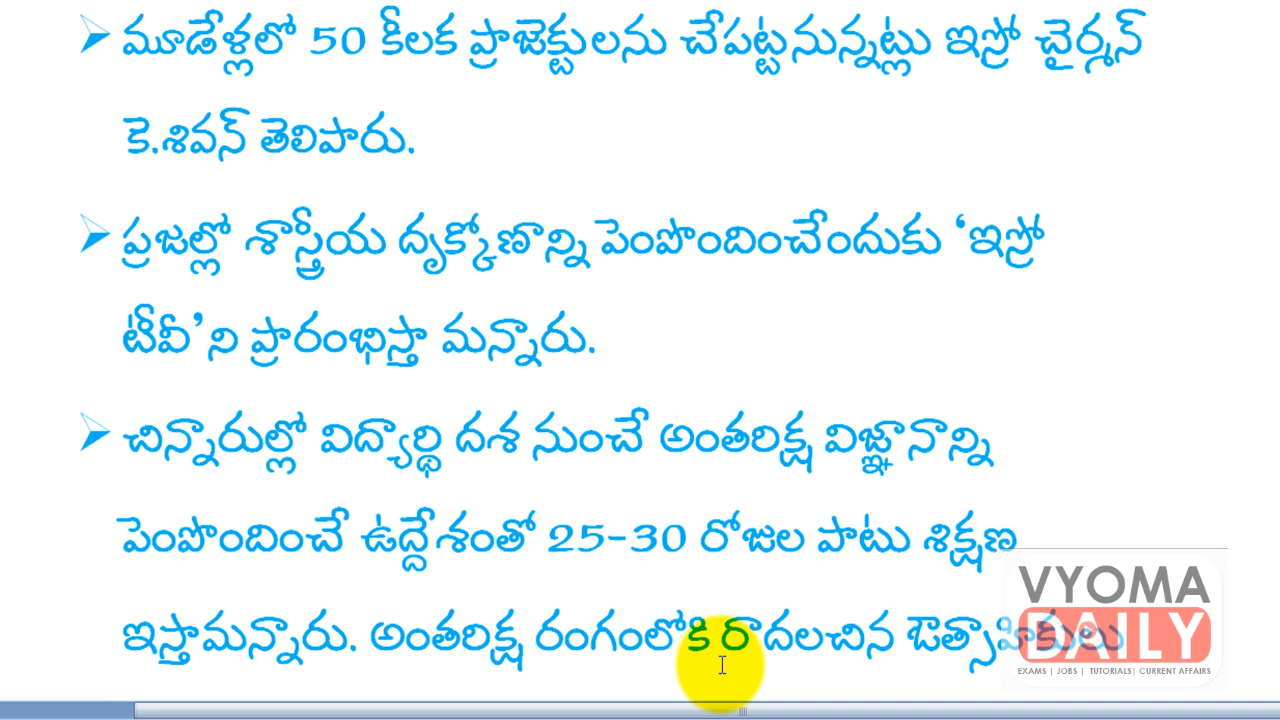 ➢ మూడేళ్లలో 50 కీలక ప్రాజెక్టులను చేపట్టనున్నట్లు ఇస్రో చైర్మన్
కె.శివన్ తెలిపారు.
➢ ప్రజల్లో శాస్త్రీయ దృక్కోణాన్ని పెంపొందించేందుకు ‘ఇస్రో
టీవీ’ని ప్రారంభిస్తా మన్నారు.
➢ చిన్నారుల్లో విద్యార్థి దశ నుంచే అంతరిక్ష విజ్ఞానాన్ని
పెంపొందించే ఉద్దేశంతో 25-30 రోజుల పాటు శిక్షణ
ఇస్తామన్నారు. అంతరిక్ష రంగంలోకి రాదలచిన ఔత్సాహికులు
VYOMA
DAILY
EXAMS | JOBS | TUTORIALS| CURRENT AFFAIRS